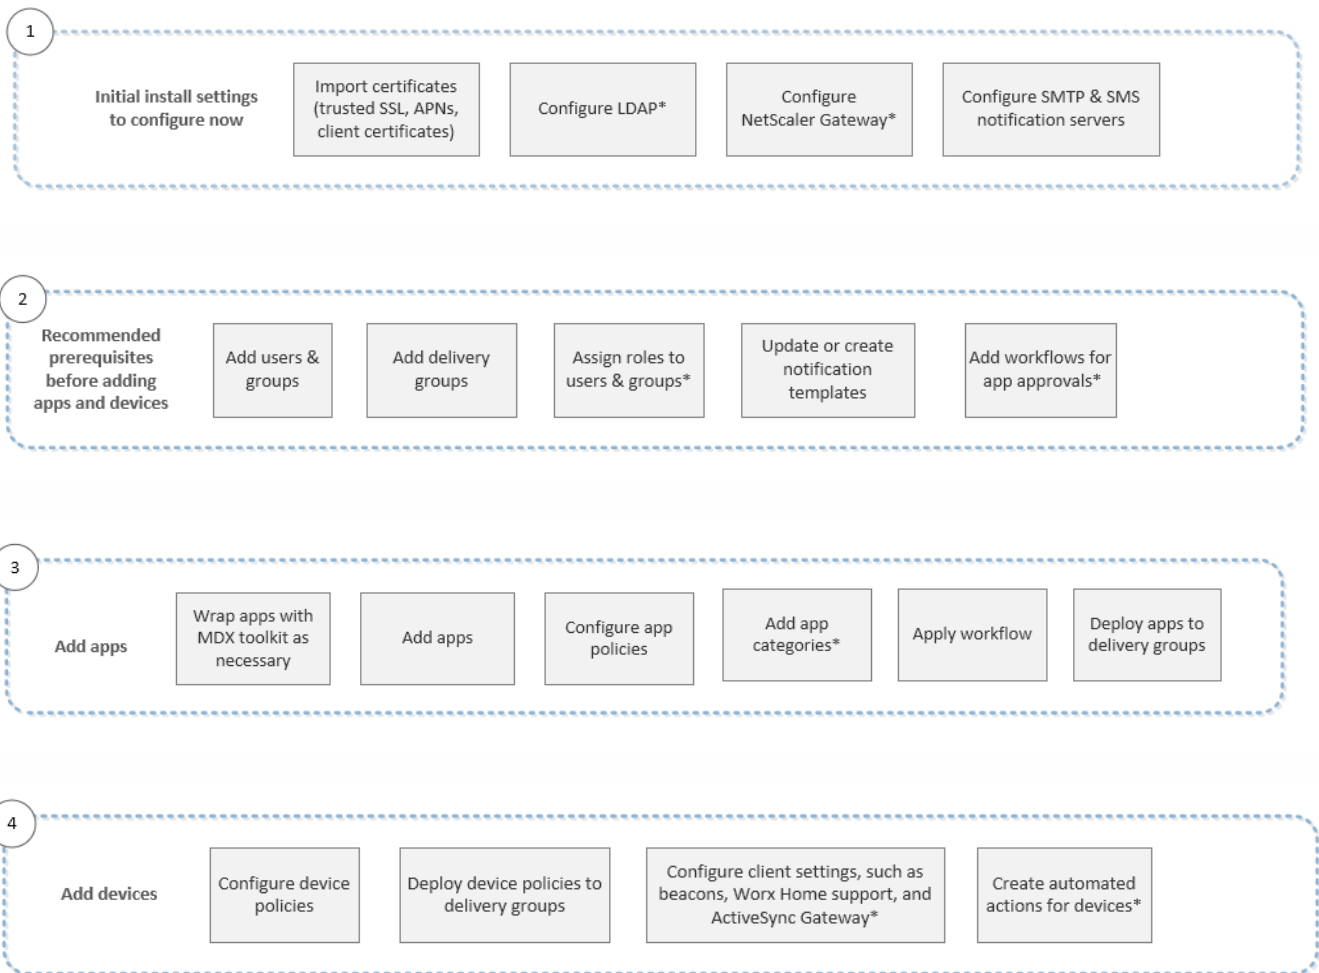 1
Initial install settings
to configure now
Import certificates
(trusted SSL, APNs,
client certificates)
Configure LDAP*
Configure
NetScaler Gateway*
Configure SMTP & SMS
notification servers
2
Recommended
prerequisites
before adding
apps and devices
Add users &
groups
Add delivery
groups
Assign roles to
users & groups*
Update or create
notification
templates
Add workflows for
app approvals*
3
Add apps
Wrap apps with
MDX toolkit as
necessary
Add apps
Configure app
policies
Add app
categories*
Apply workflow
Deploy apps to
delivery groups
4
Add devices
Configure device
policies
Deploy device policies to
delivery groups
Configure client settings, such as
beacons, Worx Home support, and
ActiveSync Gateway*
Create automated
actions for devices*